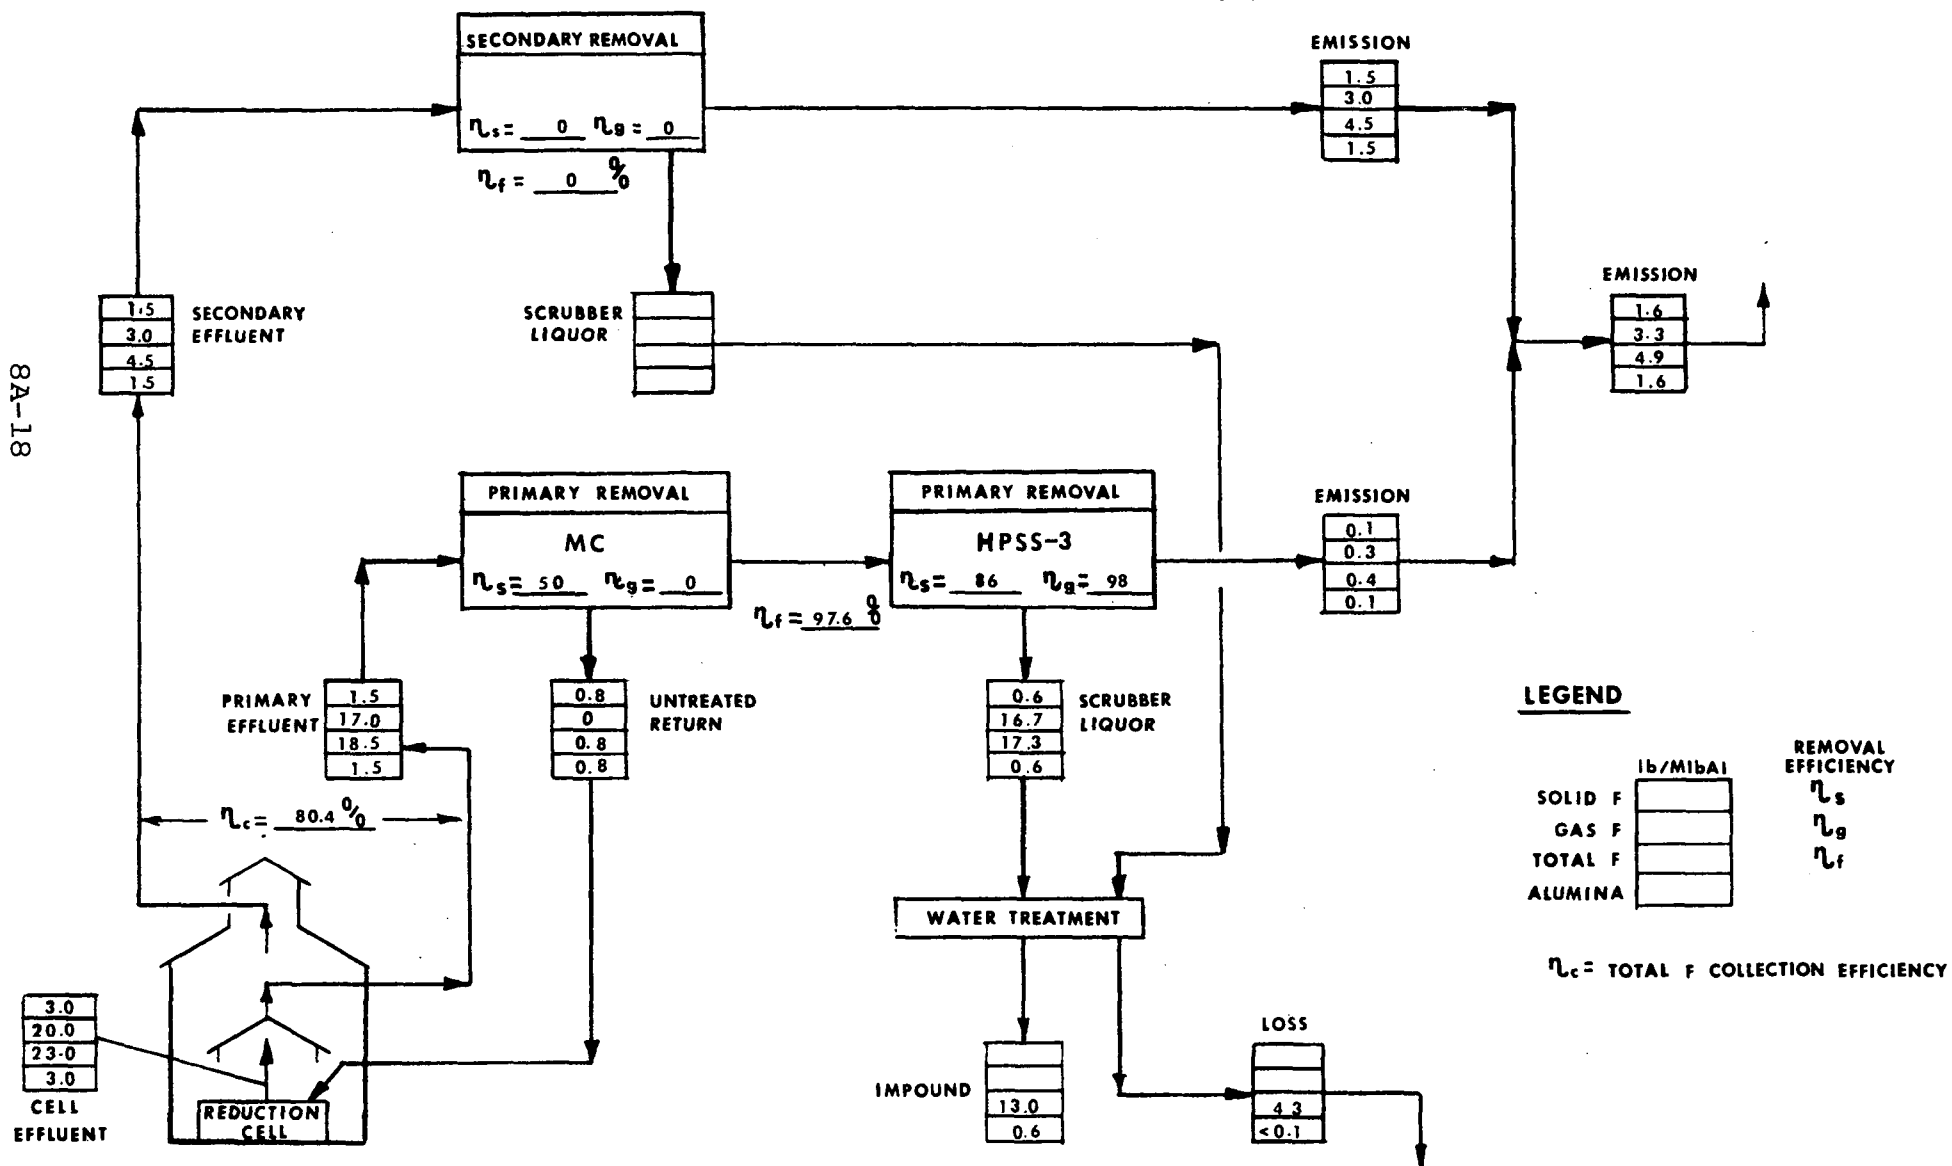 SECONDARY REMOVAL
ηs= 0 ηg= 0
ηf= 0 %
EMISSION
1.5
3.0
4.5
1.5
1.5
3.0
4.5
1.5
SECONDARY
EFFLUENT
SCRUBBER
LIQUOR
EMISSION
1.6
3.3
4.9
1.6
8A-18
PRIMARY REMOVAL
MC
ηs= 50 ηg= 0
ηf= 97.6 %
PRIMARY REMOVAL
HPSS-3
ηs= 86 ηg= 98
EMISSION
0.1
0.3
0.4
0.1
PRIMARY
EFFLUENT
1.5
17.0
18.5
1.5
0.8
0
0.8
0.8
UNTREATED
RETURN
0.6
16.7
17.3
0.6
SCRUBBER
LIQUOR
ηc= 80.4 %
WATER TREATMENT
3.0
20.0
23.0
3.0
CELL
EFFLUENT
REDUCTION
CELL
IMPOUND
13.0
0.6
LOSS
4.3
<0.1
LEGEND
lb/MlbAl
REMOVAL
EFFICIENCY
SOLID F ηs
GAS F ηg
TOTAL F ηf
ALUMINA
ηc= TOTAL F COLLECTION EFFICIENCY